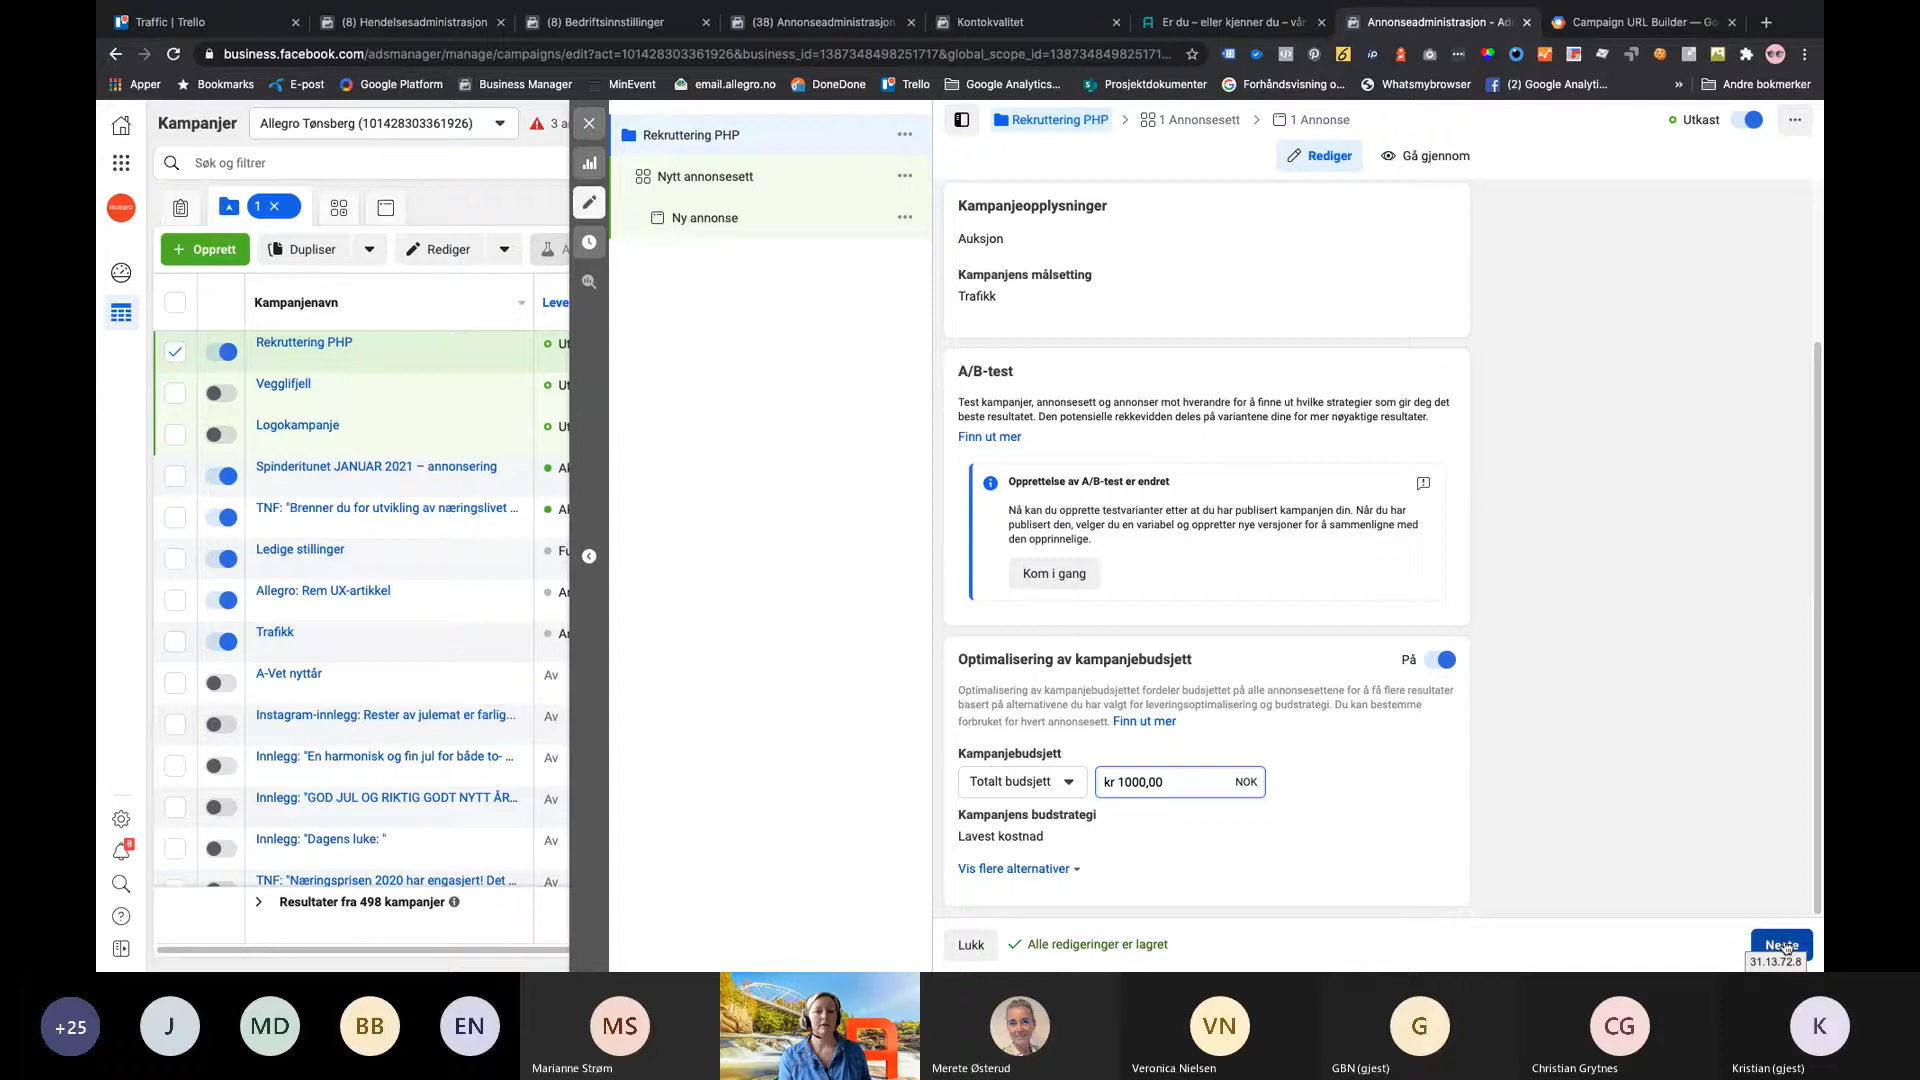 Traffic | Trello
(8) Hendelsesadministrasjon
(8) Bedriftsinnstillinger
(38) Annonseadministrasjon
Kontokvalitet
Er du – eller kjenner du – vår
Annonseadministrasjon - Ad
Campaign URL Builder — Go
business.facebook.com/adsmanager/manage/campaigns/edit?act=101428303361926&business_id=1387348498251717&global_scope_id=138734849825171...
Apper
Bookmarks
E-post
Google Platform
Business Manager
MinEvent
email.allegro.no
DoneDone
Trello
Google Analytics...
Prosjektdokumenter
Forhåndsvisning o...
Whatsmybrowser
(2) Google Analyti...
»
Andre bokmerker
Kampanjer
Allegro Tønsberg (101428303361926)
3 a
Søk og filtrer
1
+ Opprett
Dupliser
Rediger
A
Kampanjenavn
Leve
Rekruttering PHP
Ut
Vegglifjell
Ut
Logokampanje
Ut
Spinderitunet JANUAR 2021 – annonsering
Ak
TNF: "Brenner du for utvikling av næringslivet ...
Ak
Ledige stillinger
Fu
Allegro: Rem UX-artikkel
Ar
Trafikk
Ar
A-Vet nyttår
Av
Instagram-innlegg: Rester av julemat er farlig...
Av
Innlegg: "En harmonisk og fin jul for både to- ...
Av
Innlegg: "GOD JUL OG RIKTIG GODT NYTT ÅR...
Av
Innlegg: "Dagens luke: "
Av
TNF: "Næringsprisen 2020 har engasjert! Det ...
Av
Resultater fra 498 kampanjer
8
Rekruttering PHP
Nytt annonsesett
Ny annonse
Rekruttering PHP
1 Annonsesett
1 Annonse
Utkast
Rediger
Gå gjennom
Kampanjeopplysninger
Auksjon
Kampanjens målsetting
Trafikk
A/B-test
Test kampanjer, annonsesett og annonser mot hverandre for å finne ut hvilke strategier som gir deg det
beste resultatet. Den potensielle rekkevidden deles på variantene dine for mer nøyaktige resultater.
Finn ut mer
Opprettelse av A/B-test er endret
Nå kan du opprette testvarianter etter at du har publisert kampanjen din. Når du har
publisert den, velger du en variabel og oppretter nye versjoner for å sammenligne med
den opprinnelige.
Kom i gang
Optimalisering av kampanjebudsjett
På
Optimalisering av kampanjebudsjettet fordeler budsjettet på alle annonsesettene for å få flere resultater
basert på alternativene du har valgt for leveringsoptimalisering og budstrategi. Du kan bestemme
forbruket for hvert annonsesett. Finn ut mer
Kampanjebudsjett
Totalt budsjett
kr 1000,00
NOK
Kampanjens budstrategi
Lavest kostnad
Vis flere alternativer
Lukk
Alle redigeringer er lagret
Neste
31.13.72.8
+25
J
MD
BB
EN
MS
Marianne Strøm
Merete Østerud
VN
Veronica Nielsen
G
GBN (gjest)
CG
Christian Grytnes
K
Kristian (gjest)